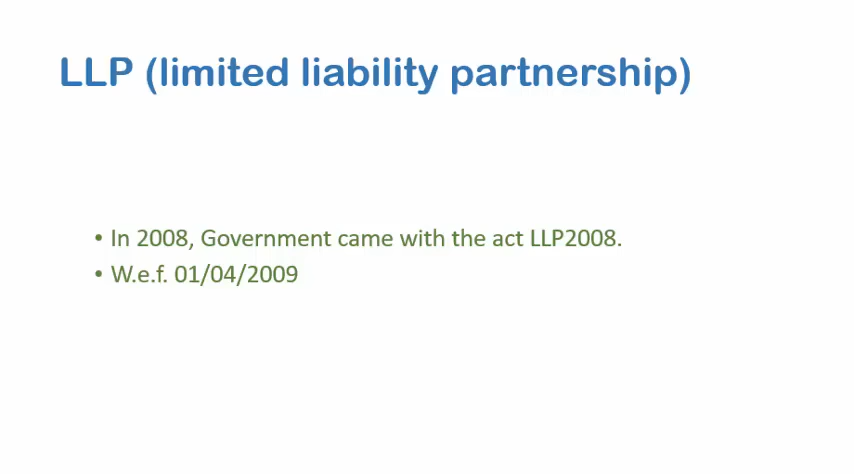 LLP (limited liability partnership)
• In 2008, Government came with the act LLP2008.
• W.e.f. 01/04/2009